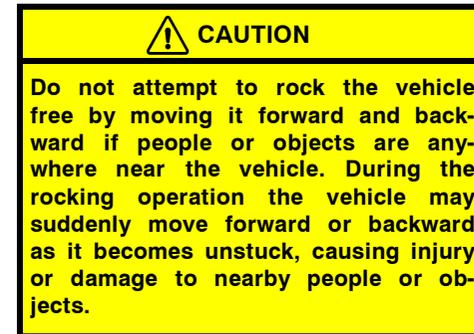 CAUTION
Do not attempt to rock the vehicle
free by moving it forward and back-
ward if people or objects are any-
where near the vehicle. During the
rocking operation the vehicle may
suddenly move forward or backward
as it becomes unstuck, causing injury
or damage to nearby people or ob-
jects.